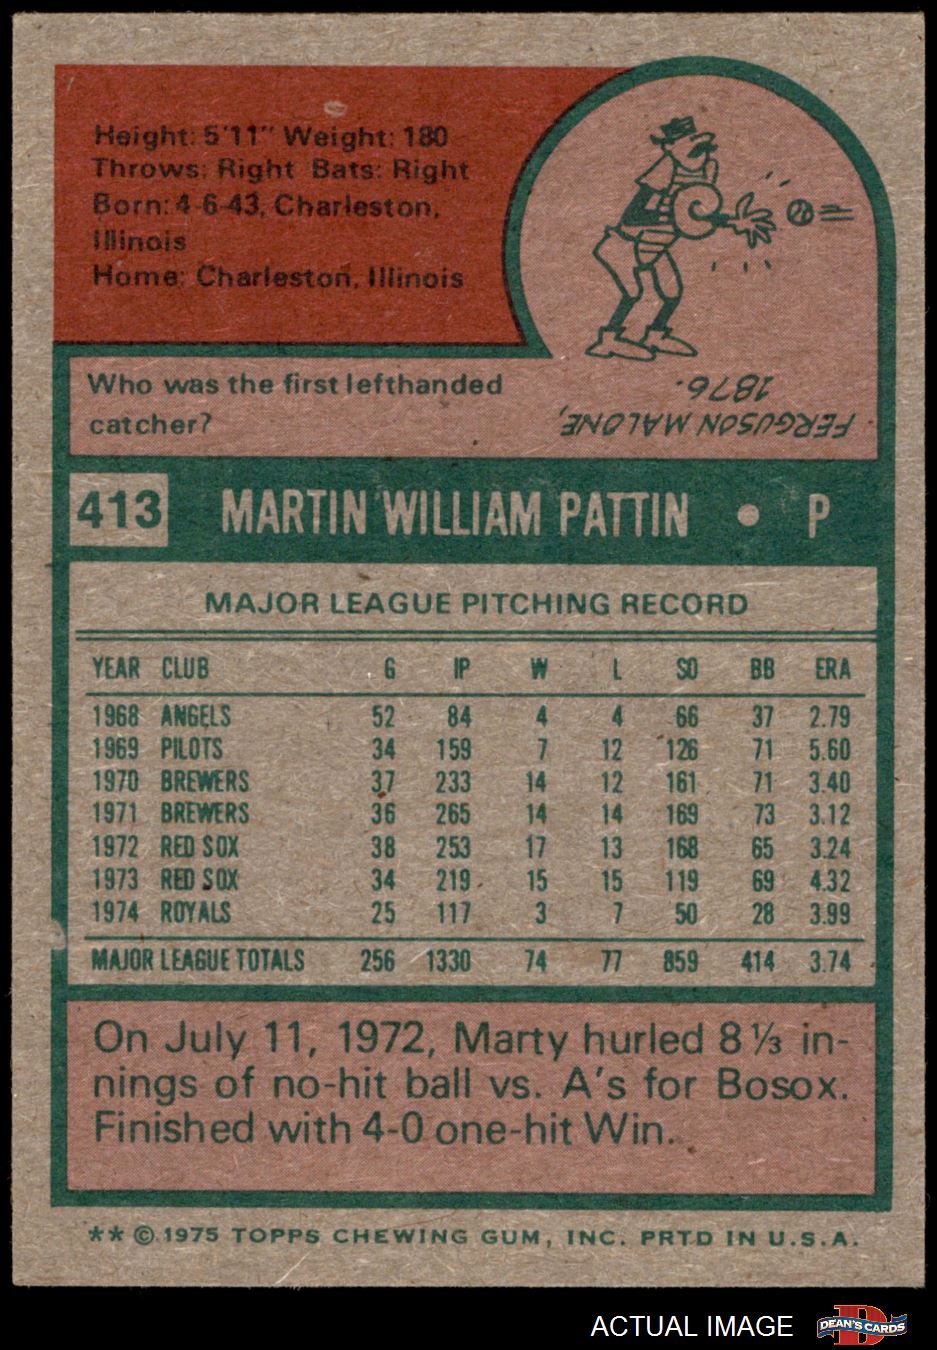 Height: 5'11" Weight: 180
Throws: Right Bats: Right
Born: 4-6-43, Charleston,
Illinois
Home: Charleston, Illinois
Who was the first lefthanded
catcher?
FERGUSON MALONE,
1876.
413 MARTIN WILLIAM PATTIN • P
MAJOR LEAGUE PITCHING RECORD
YEAR CLUB G IP W L SO BB ERA
1968 ANGELS 52 84 4 4 66 37 2.79
1969 PILOTS 34 159 7 12 126 71 5.60
1970 BREWERS 37 233 14 12 161 71 3.40
1971 BREWERS 36 265 14 14 169 73 3.12
1972 RED SOX 38 253 17 13 168 65 3.24
1973 RED SOX 34 219 15 15 119 69 4.32
1974 ROYALS 25 117 3 7 50 28 3.99
MAJOR LEAGUE TOTALS 256 1330 74 77 859 414 3.74
On July 11, 1972, Marty hurled 8 ⅓ in-
nings of no-hit ball vs. A's for Bosox.
Finished with 4-0 one-hit Win.
** © 1975 TOPPS CHEWING GUM, INC. PRTD IN U.S.A.
ACTUAL IMAGE
DEAN'S CARDS